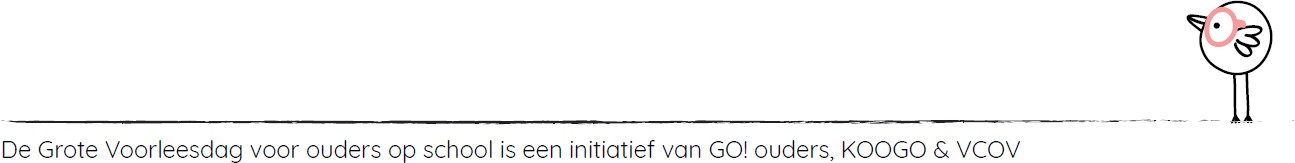 De Grote Voorleesdag voor ouders op school is een initiatief van GO! ouders, KOOGO & VCOV